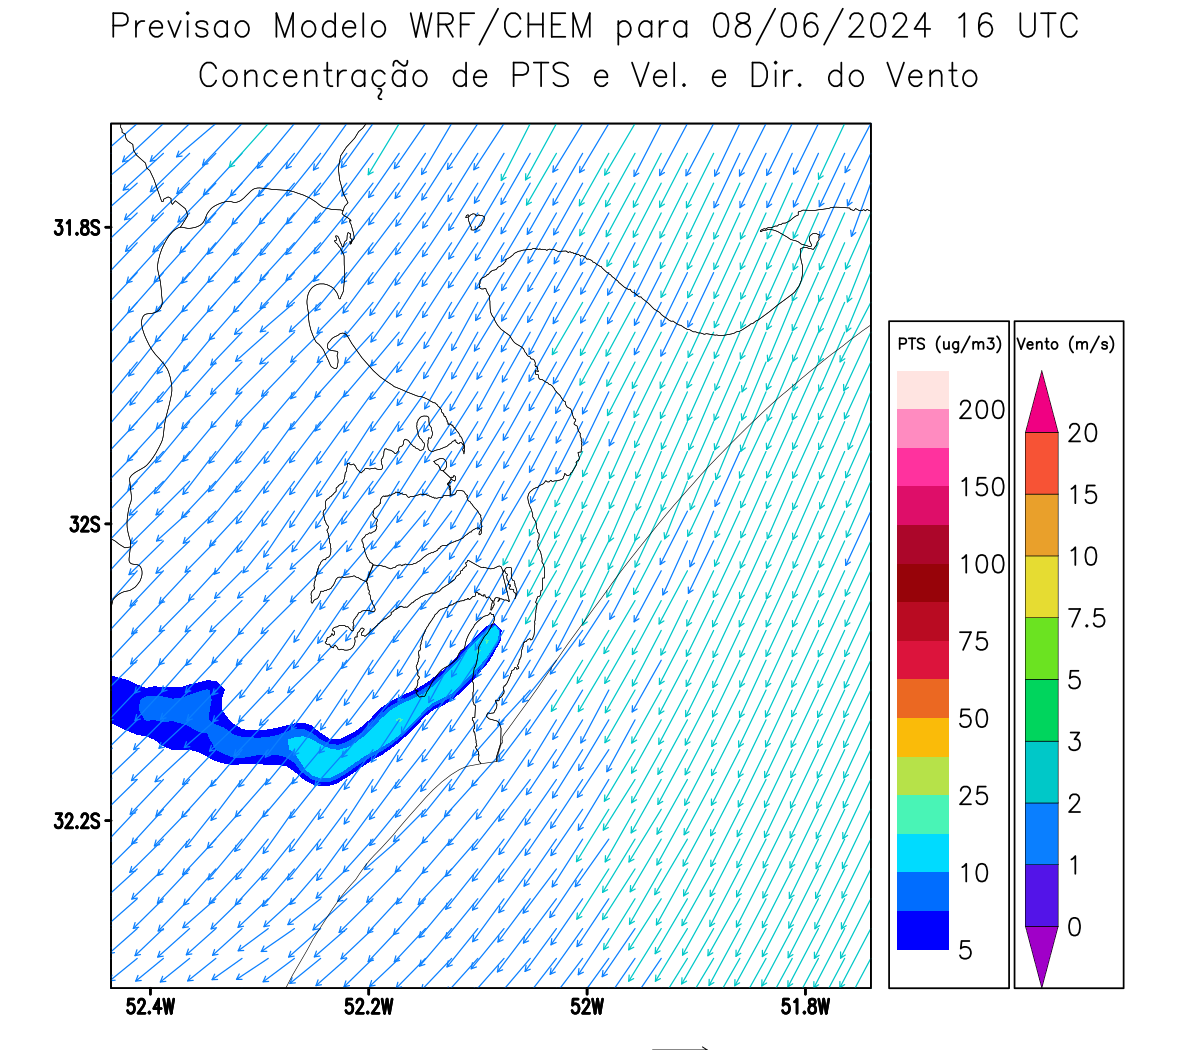 Previsao Modelo WRF/CHEM para 08/06/2024 16 UTC
Concentração de PTS e Vel. e Dir. do Vento
31.8S
32S
32.2S
52.4W 52.2W 52W 51.8W
PTS (ug/m3)
200
150
100
75
50
25
10
5
Vento (m/s)
20
15
10
7.5
5
3
2
1
0